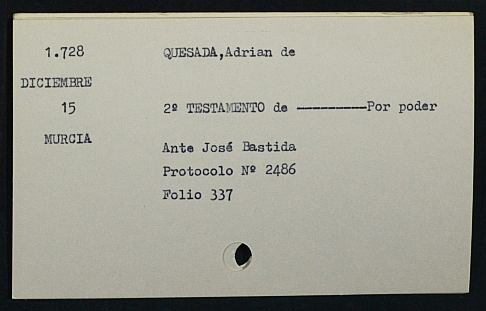 1.728 QUESADA,Adrian de
DICIEMBRE
15 2º TESTAMENTO de ----------Por poder
MURCIA
Ante José Bastida
Protocolo Nº 2486
Folio 337